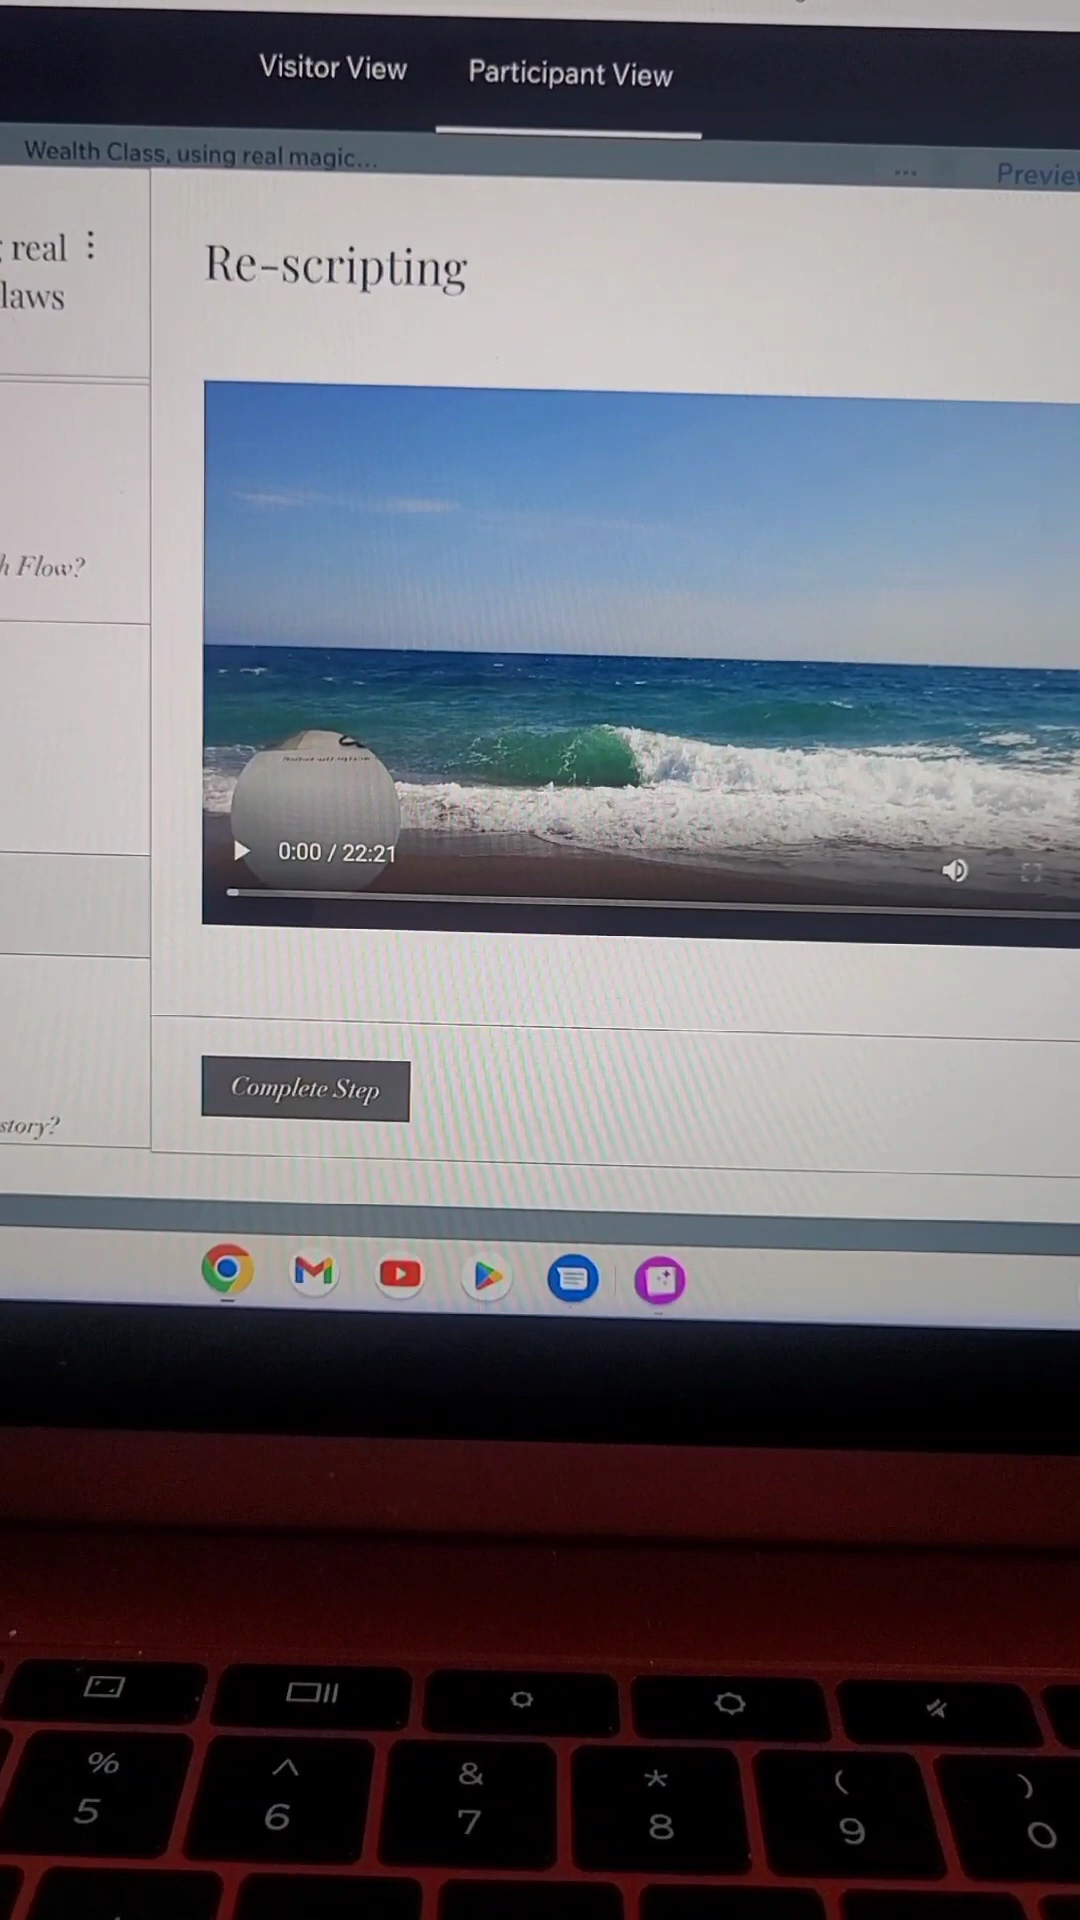 Visitor View
Participant View
Wealth Class, using real magic...
...
real
laws
Re-scripting
Flow?
0:00 / 22:21
Complete Step
story?
%
5
^
6
&
7
*
8
(
9
)
0